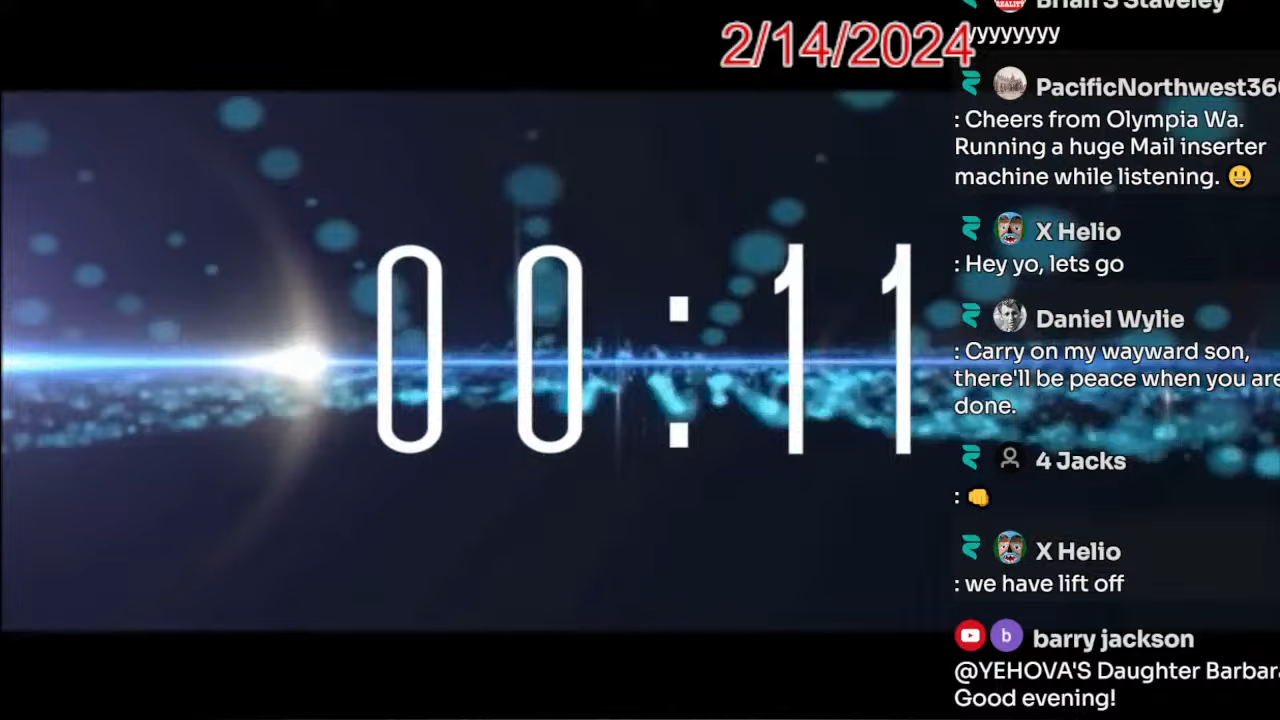 2/14/2024
Brian S Staveley
: yyyyyyyy
PacificNorthwest36
: Cheers from Olympia Wa.
Running a huge Mail inserter
machine while listening. 😃
X Helio
: Hey yo, lets go
00:11
Daniel Wylie
: Carry on my wayward son,
there'll be peace when you are
done.
4 Jacks
: 👊
X Helio
: we have lift off
b
barry jackson
@YEHOVA'S Daughter Barbara
Good evening!